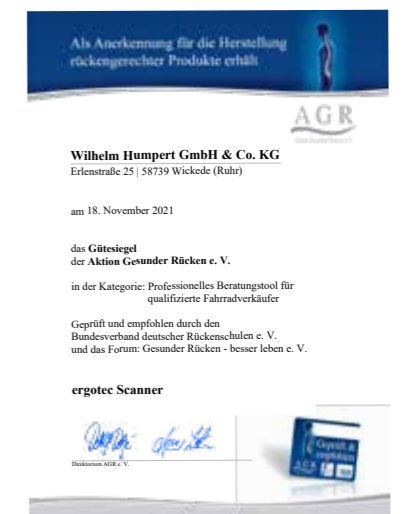 Als Anerkennung für die Herstellung
rückengerechter Produkte erhält
AGR
Wilhelm Humpert GmbH & Co. KG
Erlenstraße 25 | 58739 Wickede (Ruhr)
am 18. November 2021
das Gütesiegel
der Aktion Gesunder Rücken e. V.
in der Kategorie: Professionelles Beratungstool für
qualifizierte Fahrradverkäufer
Geprüft und empfohlen durch den
Bundesverband deutscher Rückenschulen e. V.
und das Forum: Gesunder Rücken - besser leben e. V.
ergotec Scanner
Direktorium AGR e. V.
Geprüft &
empfohlen
AGR